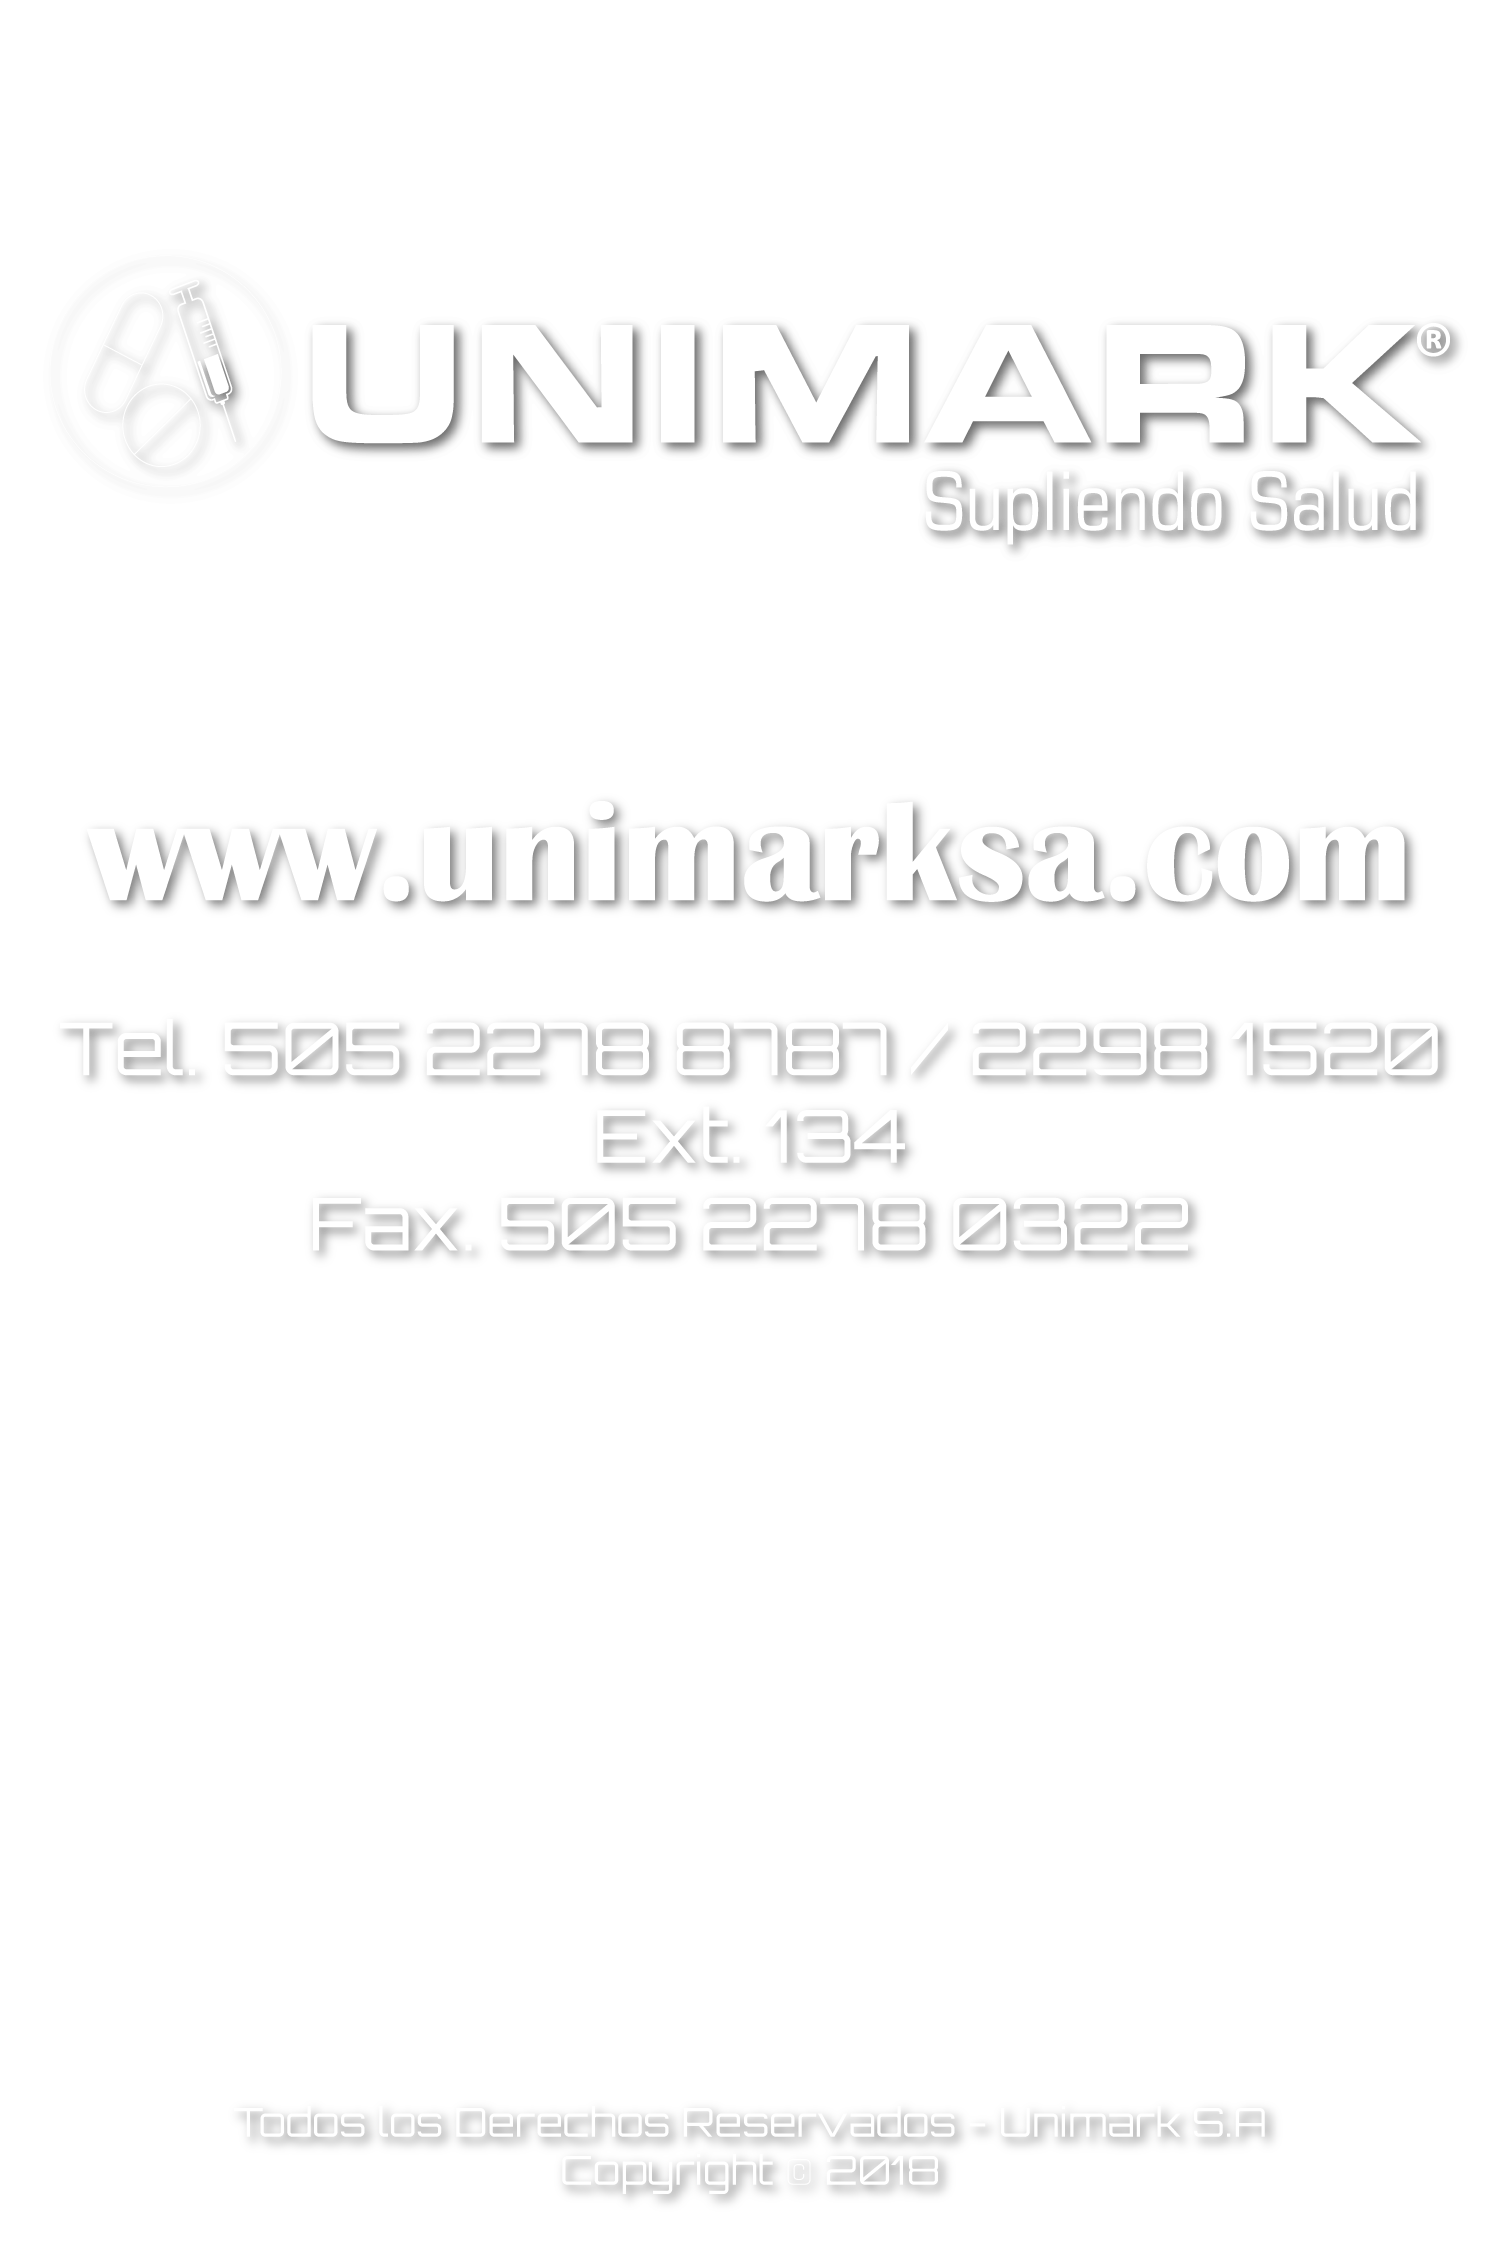 UNIMARK®
Supliendo Salud
www.unimarksa.com
Tel. 505 2278 8787 / 2298 1520
Ext. 134
Fax. 505 2278 0322
Todos los Derechos Reservados - Unimark S.A
Copyright © 2018